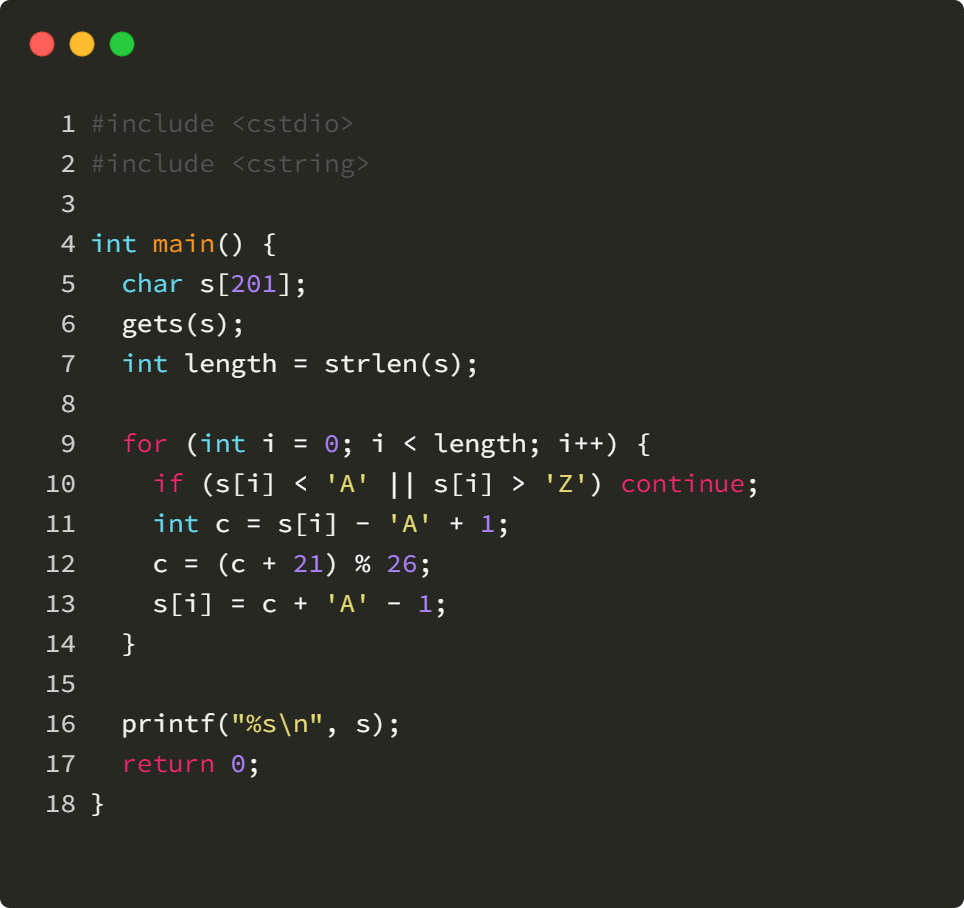 1 #include <cstdio>
2 #include <cstring>
3
4 int main() {
5   char s[201];
6   gets(s);
7   int length = strlen(s);
8
9   for (int i = 0; i < length; i++) {
10     if (s[i] < 'A' || s[i] > 'Z') continue;
11     int c = s[i] - 'A' + 1;
12     c = (c + 21) % 26;
13     s[i] = c + 'A' - 1;
14   }
15
16   printf("%s\n", s);
17   return 0;
18 }